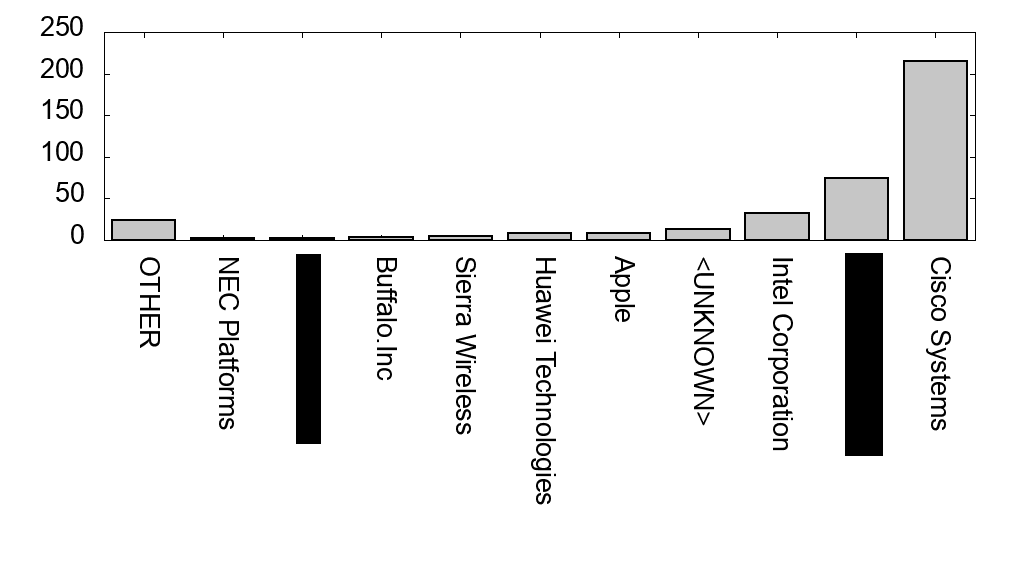 250
200
150
100
50
0
OTHER
NEC Platforms
Buffalo.Inc
Sierra Wireless
Huawei Technologies
Apple
<UNKNOWN>
Intel Corporation
Cisco Systems